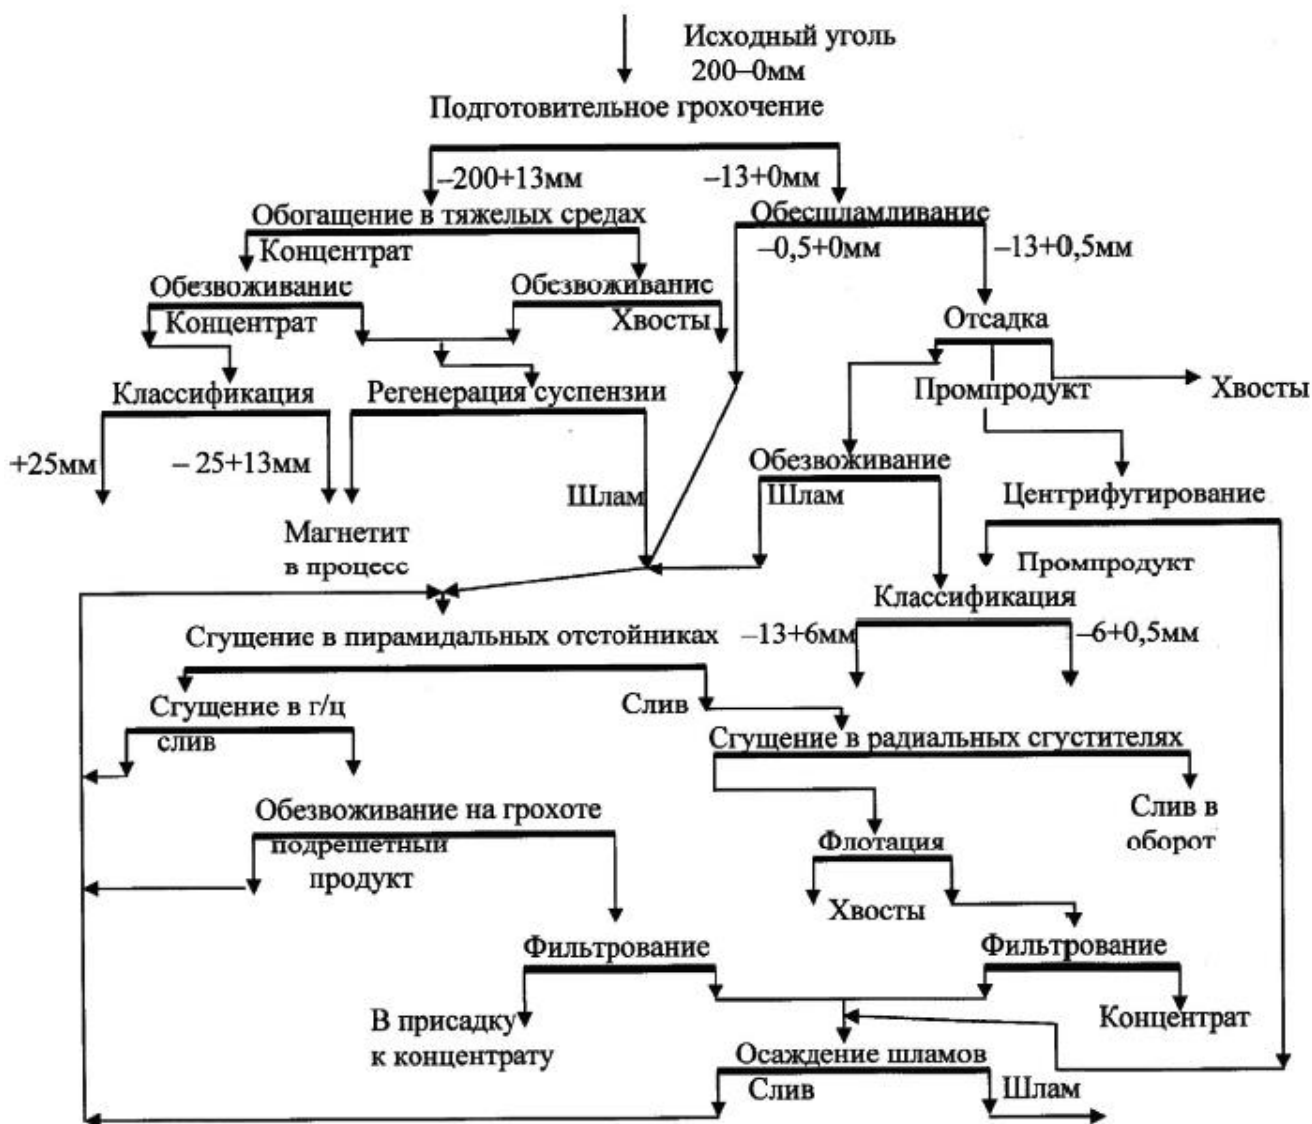 Исходный уголь
200–0мм
Подготовительное грохочение
–200+13мм
–13+0мм
Обогащение в тяжелых средах
Обесшламливание
Концентрат
–0,5+0мм
–13+0,5мм
Обезвоживание
Обезвоживание
Концентрат
Хвосты
Отсадка
Классификация
Регенерация суспензии
Промпродукт
Хвосты
+25мм
– 25+13мм
Обезвоживание
Шлам
Шлам
Центрифугирование
Магнетит
в процесс
Промпродукт
Классификация
Сгущение в пирамидальных отстойниках
–13+6мм
–6+0,5мм
Сгущение в г/ц
слив
Слив
Сгущение в радиальных сгустителях
Обезвоживание на грохоте
подрешетный
продукт
Слив в
оборот
Флотация
Хвосты
Фильтрование
Фильтрование
В присадку
к концентрату
Концентрат
Осаждение шламов
Слив
Шлам